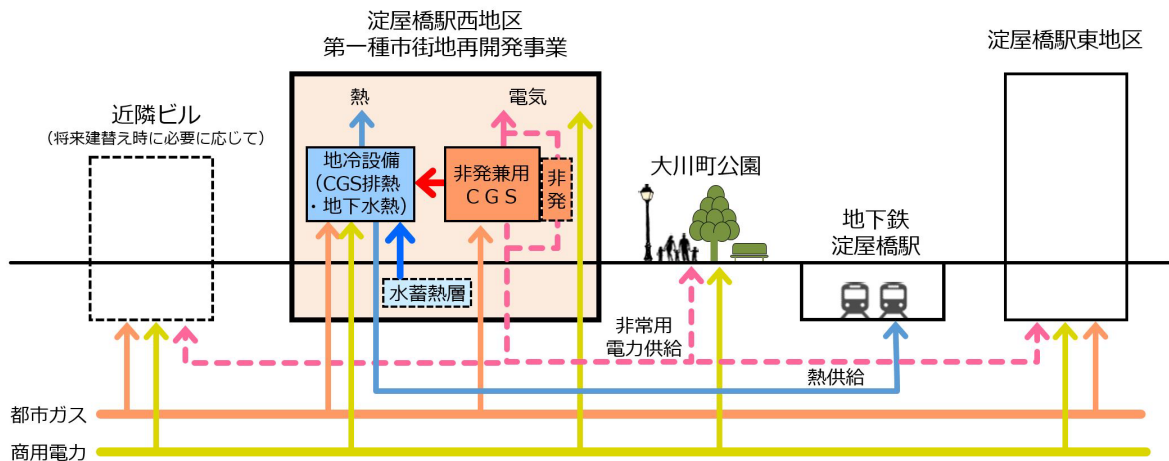 淀屋橋駅西地区
第一種市街地再開発事業
淀屋橋駅東地区
近隣ビル
(将来建替え時に必要に応じて)
熱
電気
地冷設備
(CGS排熱
・地下水熱)
非発兼用
CGS
非
発
水蓄熱層
大川町公園
地下鉄
淀屋橋駅
非常用
電力供給
熱供給
都市ガス
商用電力